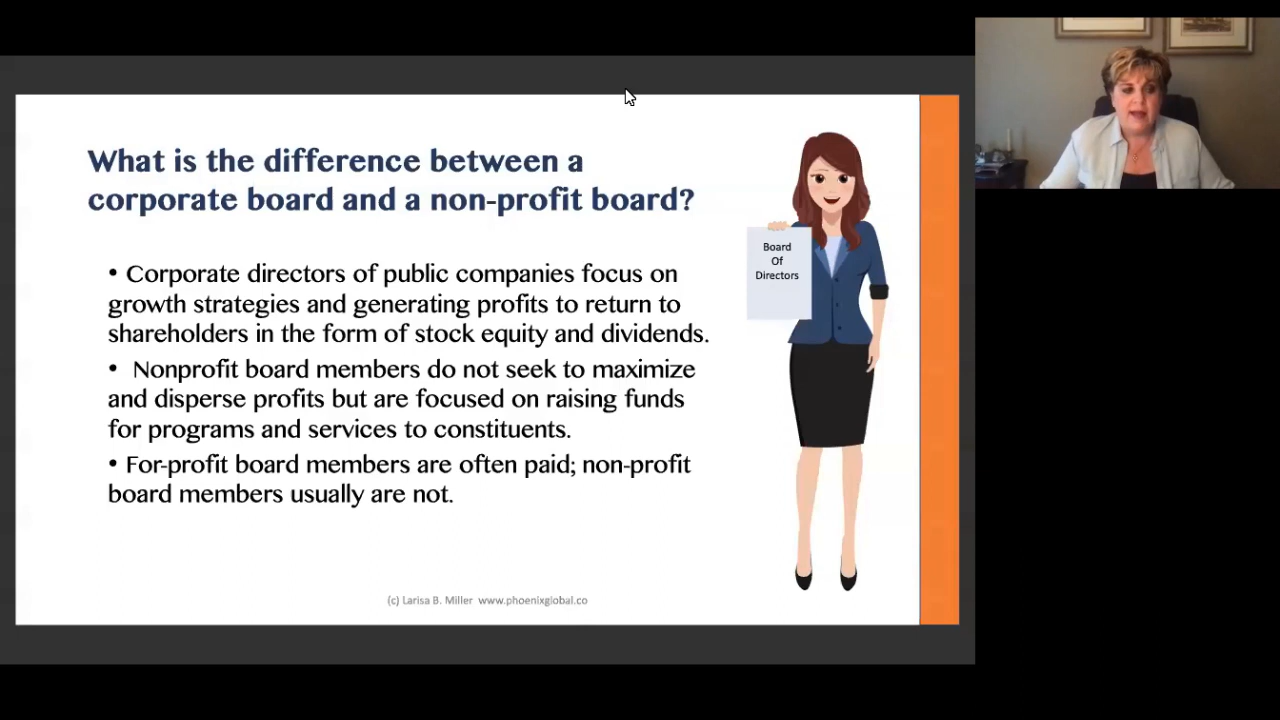 What is the difference between a
corporate board and a non-profit board?
• Corporate directors of public companies focus on
growth strategies and generating profits to return to
shareholders in the form of stock equity and dividends.
• Nonprofit board members do not seek to maximize
and disperse profits but are focused on raising funds
for programs and services to constituents.
• For-profit board members are often paid; non-profit
board members usually are not.
Board
Of
Directors
(c) Larisa B. Miller www.phoenixglobal.co